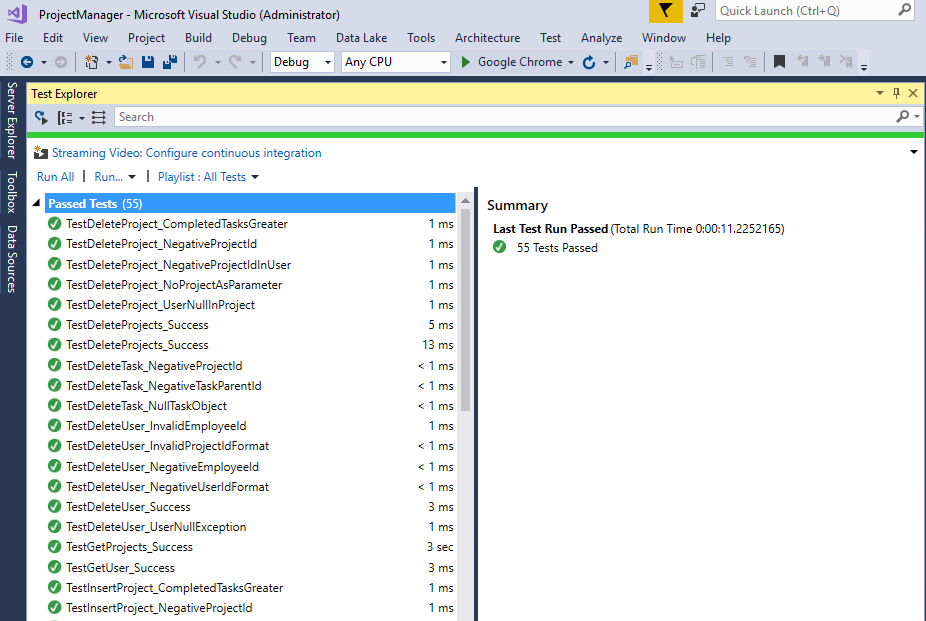 ProjectManager - Microsoft Visual Studio (Administrator)
Quick Launch (Ctrl+Q)
File Edit View Project Build Debug Team Data Lake Tools Architecture Test Analyze Window Help
Debug Any CPU Google Chrome
Server Explorer
Toolbox
Data Sources
Test Explorer
Search
Streaming Video: Configure continuous integration
Run All | Run... | Playlist : All Tests
Passed Tests (55)
TestDeleteProject_CompletedTasksGreater 1 ms
TestDeleteProject_NegativeProjectId 1 ms
TestDeleteProject_NegativeProjectIdInUser 1 ms
TestDeleteProject_NoProjectAsParameter 1 ms
TestDeleteProject_UserNullInProject 1 ms
TestDeleteProjects_Success 5 ms
TestDeleteProjects_Success 13 ms
TestDeleteTask_NegativeProjectId < 1 ms
TestDeleteTask_NegativeTaskParentId < 1 ms
TestDeleteTask_NullTaskObject < 1 ms
TestDeleteUser_InvalidEmployeeId 1 ms
TestDeleteUser_InvalidProjectIdFormat < 1 ms
TestDeleteUser_NegativeEmployeeId < 1 ms
TestDeleteUser_NegativeUserIdFormat < 1 ms
TestDeleteUser_Success 3 ms
TestDeleteUser_UserNullException 1 ms
TestGetProjects_Success 3 sec
TestGetUser_Success 3 ms
TestInsertProject_CompletedTasksGreater 1 ms
TestInsertProject_NegativeProjectId 1 ms
Summary
Last Test Run Passed (Total Run Time 0:00:11.2252165)
55 Tests Passed